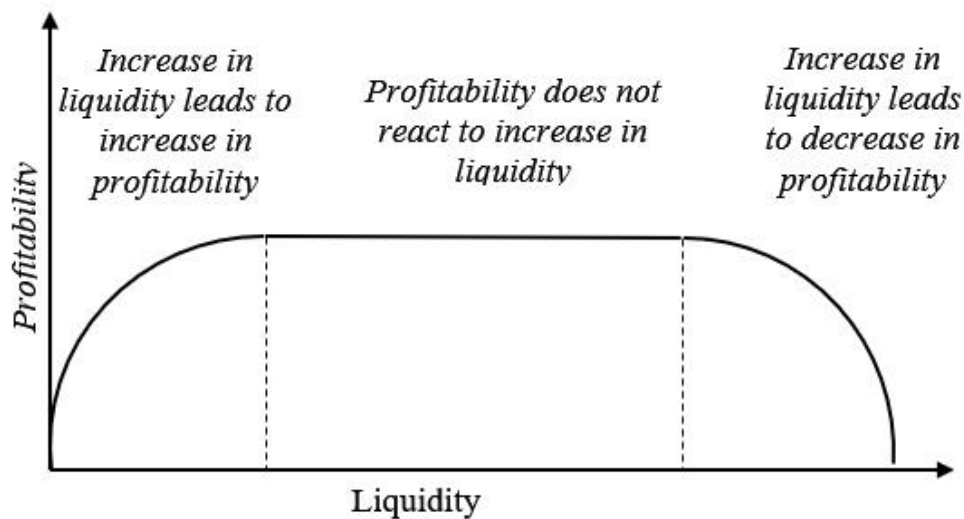 Increase in
liquidity leads to
increase in
profitability
Profitability does not
react to increase in
liquidity
Increase in
liquidity leads
to decrease in
profitability
Profitability
Liquidity